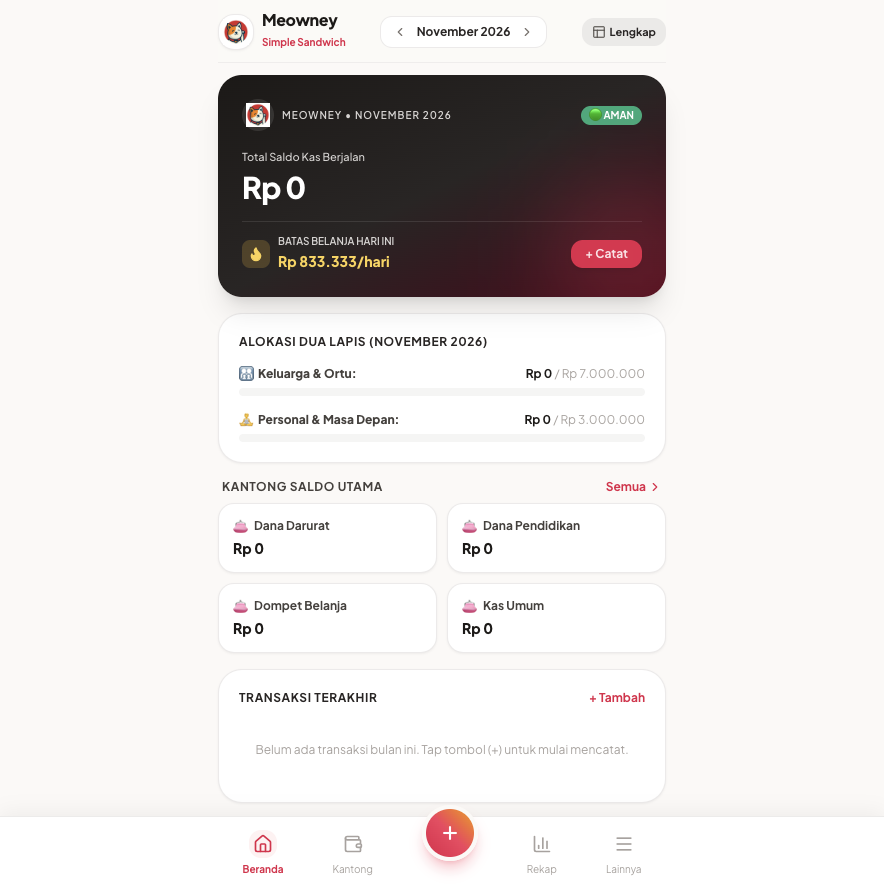 Meowney
Simple Sandwich
November 2026
Lengkap
MEOWNEY • NOVEMBER 2026
AMAN
Total Saldo Kas Berjalan
Rp 0
BATAS BELANJA HARI INI
Rp 833.333/hari
+ Catat
ALOKASI DUA LAPIS (NOVEMBER 2026)
Keluarga & Ortu:
Rp 0 / Rp 7.000.000
Personal & Masa Depan:
Rp 0 / Rp 3.000.000
KANTONG SALDO UTAMA
Semua
Dana Darurat
Rp 0
Dana Pendidikan
Rp 0
Dompet Belanja
Rp 0
Kas Umum
Rp 0
TRANSAKSI TERAKHIR
+ Tambah
Belum ada transaksi bulan ini. Tap tombol (+) untuk mulai mencatat.
Beranda
Kantong
Rekap
Lainnya